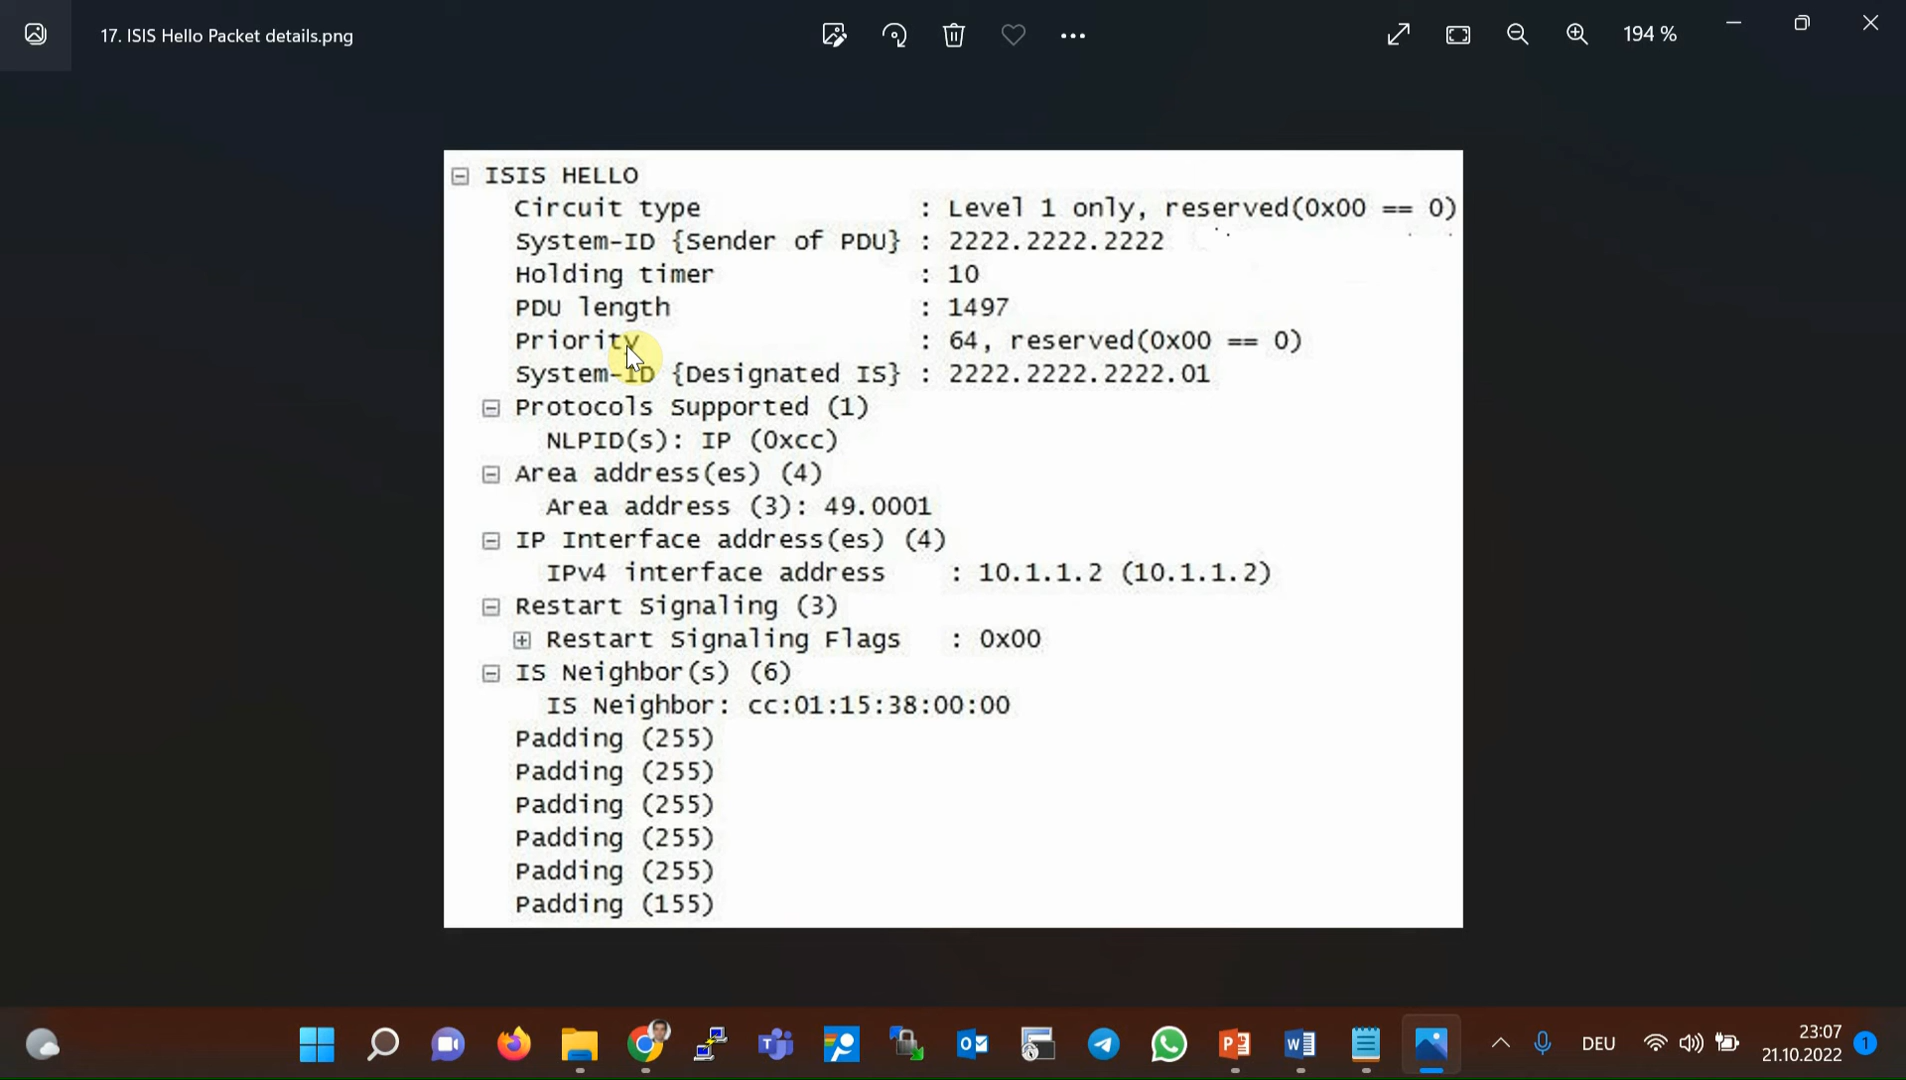 17. ISIS Hello Packet details.png
194 %
ISIS HELLO
Circuit type : Level 1 only, reserved(0x00 == 0)
System-ID {Sender of PDU} : 2222.2222.2222
Holding timer : 10
PDU length : 1497
Priority : 64, reserved(0x00 == 0)
System-ID {Designated IS} : 2222.2222.2222.01
Protocols Supported (1)
NLPID(s): IP (0xcc)
Area address(es) (4)
Area address (3): 49.0001
IP Interface address(es) (4)
IPv4 interface address : 10.1.1.2 (10.1.1.2)
Restart Signaling (3)
Restart Signaling Flags : 0x00
IS Neighbor(s) (6)
IS Neighbor: cc:01:15:38:00:00
Padding (255)
Padding (255)
Padding (255)
Padding (255)
Padding (255)
Padding (155)
DEU
23:07
21.10.2022
1